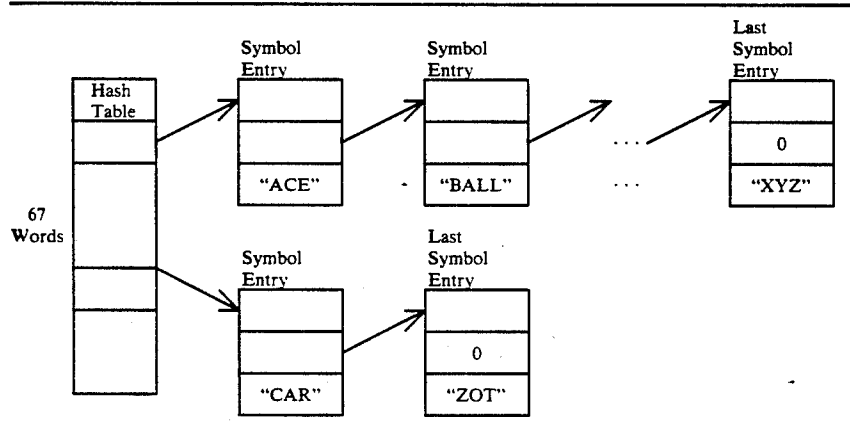 Last
Symbol
Entry
Symbol
Entry
Symbol
Entry
Hash
Table
0
"ACE"
"BALL"
. . .
. . .
"XYZ"
67
Words
Symbol
Entry
Last
Symbol
Entry
0
"CAR"
"ZOT"